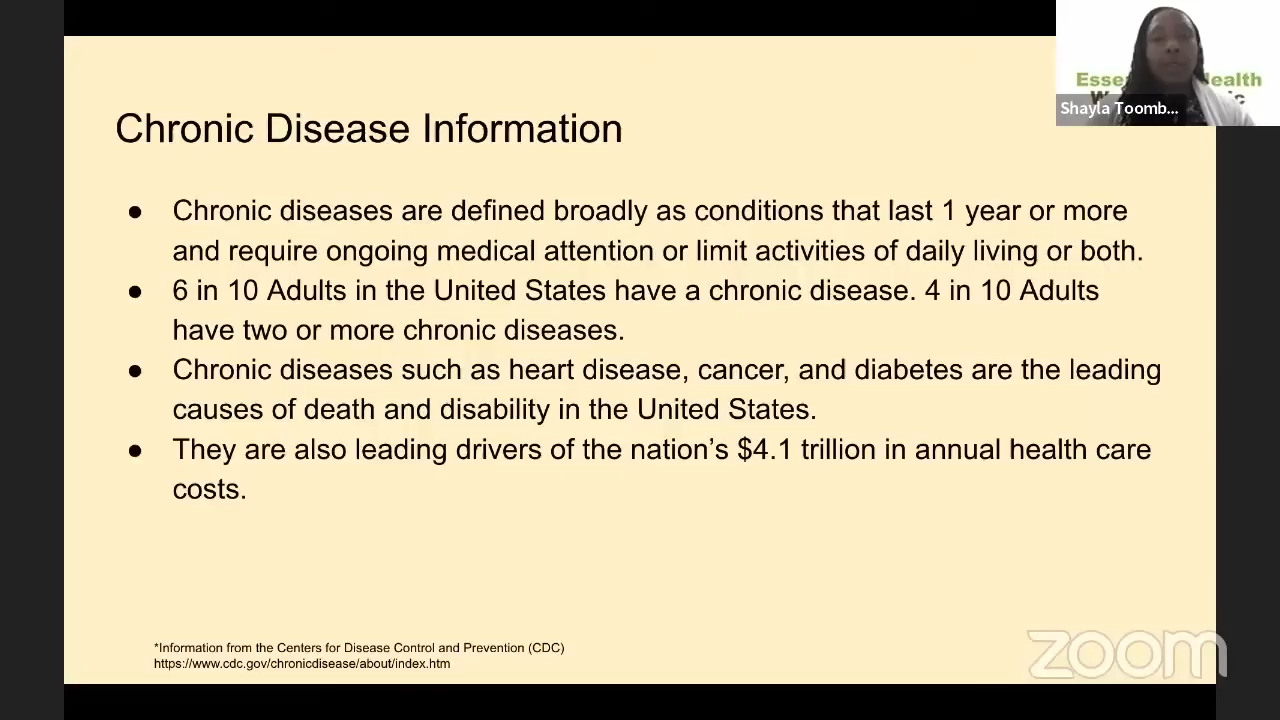 Chronic Disease Information
● Chronic diseases are defined broadly as conditions that last 1 year or more
and require ongoing medical attention or limit activities of daily living or both.
● 6 in 10 Adults in the United States have a chronic disease. 4 in 10 Adults
have two or more chronic diseases.
● Chronic diseases such as heart disease, cancer, and diabetes are the leading
causes of death and disability in the United States.
● They are also leading drivers of the nation’s $4.1 trillion in annual health care
costs.
*Information from the Centers for Disease Control and Prevention (CDC)
https://www.cdc.gov/chronicdisease/about/index.htm
Shayla Toomb...
zoom